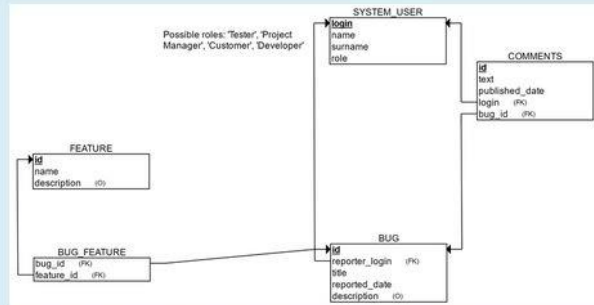 SYSTEM_USER
login
name
surname
role
Possible roles: 'Tester', 'Project
Manager', 'Customer', 'Developer'
COMMENTS
id
text
published_date
login (FK)
bug_id (FK)
FEATURE
id
name
description (O)
BUG_FEATURE
bug_id (FK)
feature_id (FK)
BUG
id
reporter_login (FK)
title
reported_date
description (O)